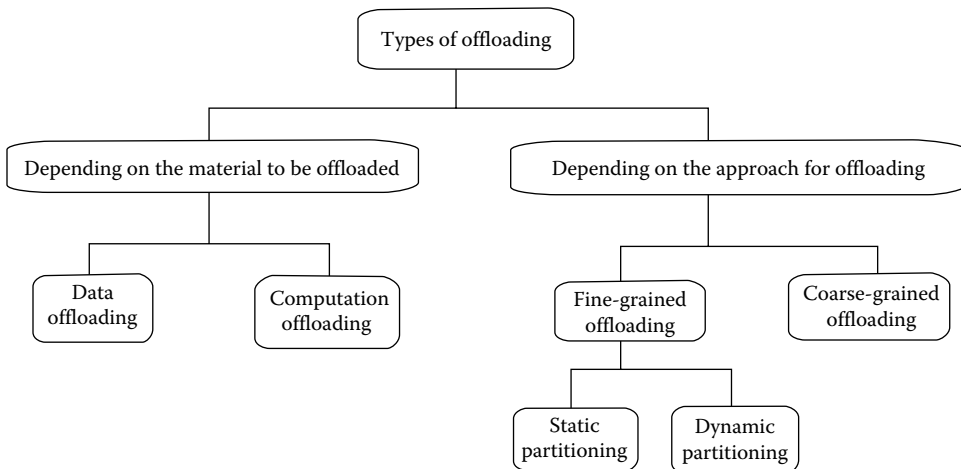 Types of offloading
Depending on the material to be offloaded
Depending on the approach for offloading
Data
offloading
Computation
offloading
Fine-grained
offloading
Coarse-grained
offloading
Static
partitioning
Dynamic
partitioning